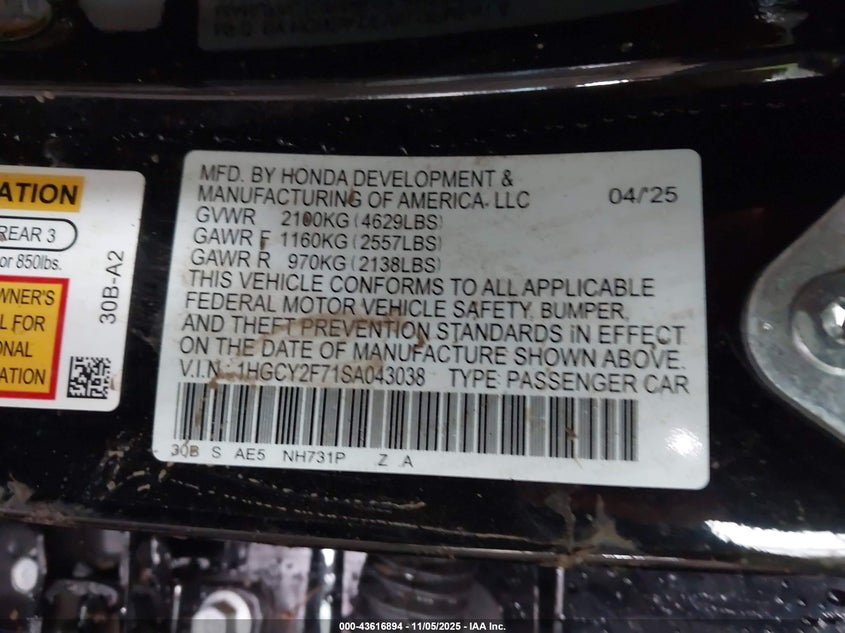 MFD. BY HONDA DEVELOPMENT &
MANUFACTURING OF AMERICA, LLC 04/'25
GVWR 2100KG (4629LBS)
GAWR F 1160KG (2557LBS)
GAWR R 970KG (2138LBS)
THIS VEHICLE CONFORMS TO ALL APPLICABLE
FEDERAL MOTOR VEHICLE SAFETY, BUMPER,
AND THEFT PREVENTION STANDARDS IN EFFECT
ON THE DATE OF MANUFACTURE SHOWN ABOVE.
V.I.N. 1HGCY2F71SA043038 TYPE: PASSENGER CAR
30B S AE5 NH731P Z A
ATION
REAR 3
or 850lbs.
OWNER'S
L FOR
ONAL
ATION
30B-A2
000-43616894 - 11/05/2025 - IAA Inc.